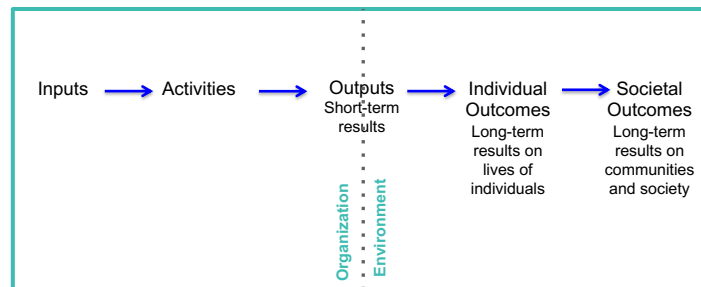 Inputs
Activities
Outputs
Short-term
results
Individual
Outcomes
Long-term
results on
lives of
individuals
Societal
Outcomes
Long-term
results on
communities
and society
Organization
Environment